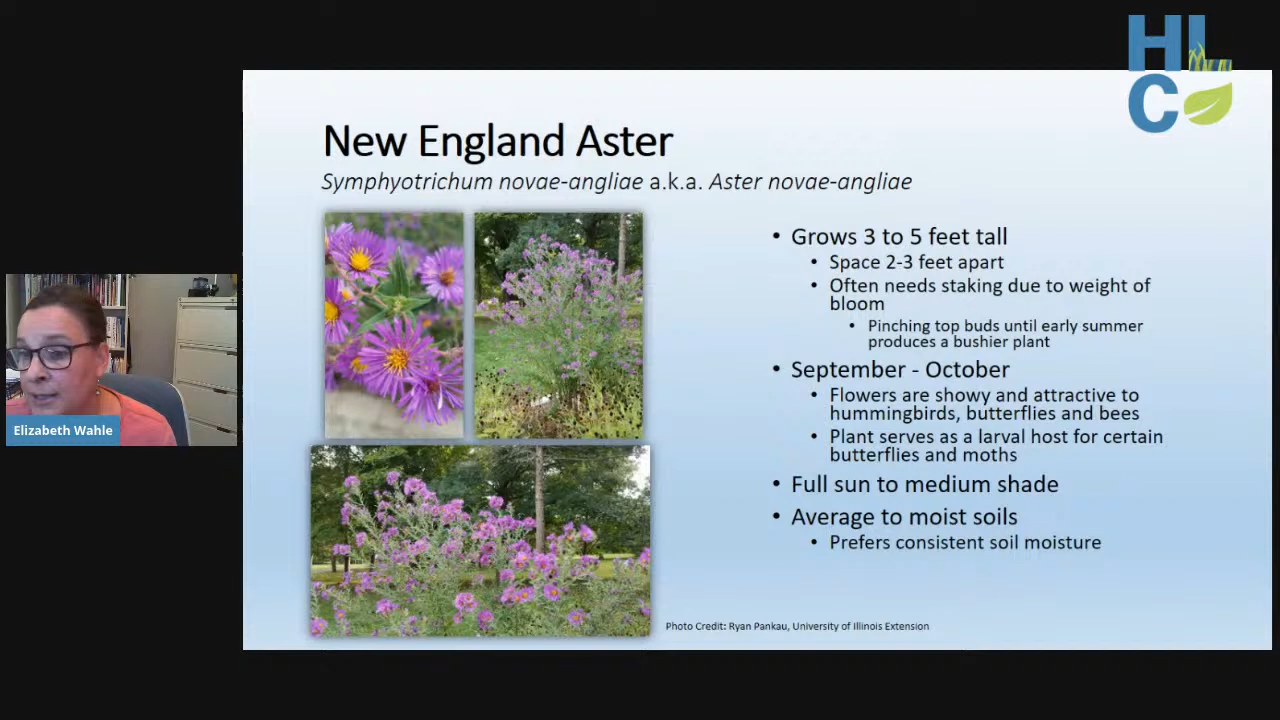 HL
C
New England Aster
Symphyotrichum novae-angliae a.k.a. Aster novae-angliae
• Grows 3 to 5 feet tall
• Space 2-3 feet apart
• Often needs staking due to weight of
bloom
• Pinching top buds until early summer
produces a bushier plant
• September - October
• Flowers are showy and attractive to
hummingbirds, butterflies and bees
• Plant serves as a larval host for certain
butterflies and moths
• Full sun to medium shade
• Average to moist soils
• Prefers consistent soil moisture
Elizabeth Wahle
Photo Credit: Ryan Pankau, University of Illinois Extension